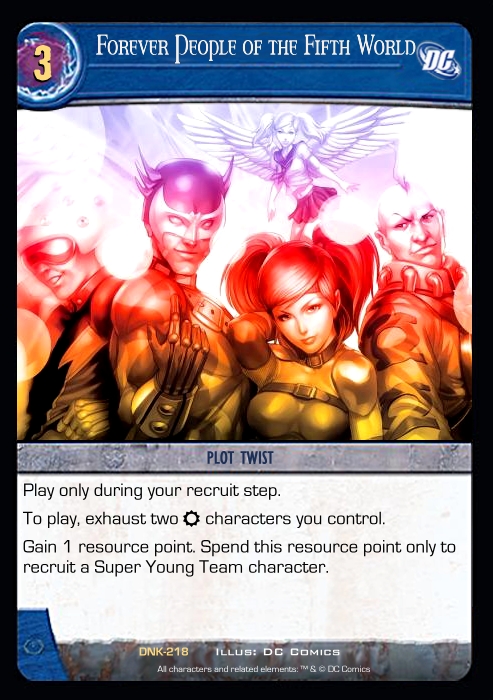 3
Forever People of the Fifth World
DC
PLOT TWIST
Play only during your recruit step.
To play, exhaust two characters you control.
Gain 1 resource point. Spend this resource point only to
recruit a Super Young Team character.
DNK-218 Illus: DC Comics
All characters and related elements: ™ & © DC Comics